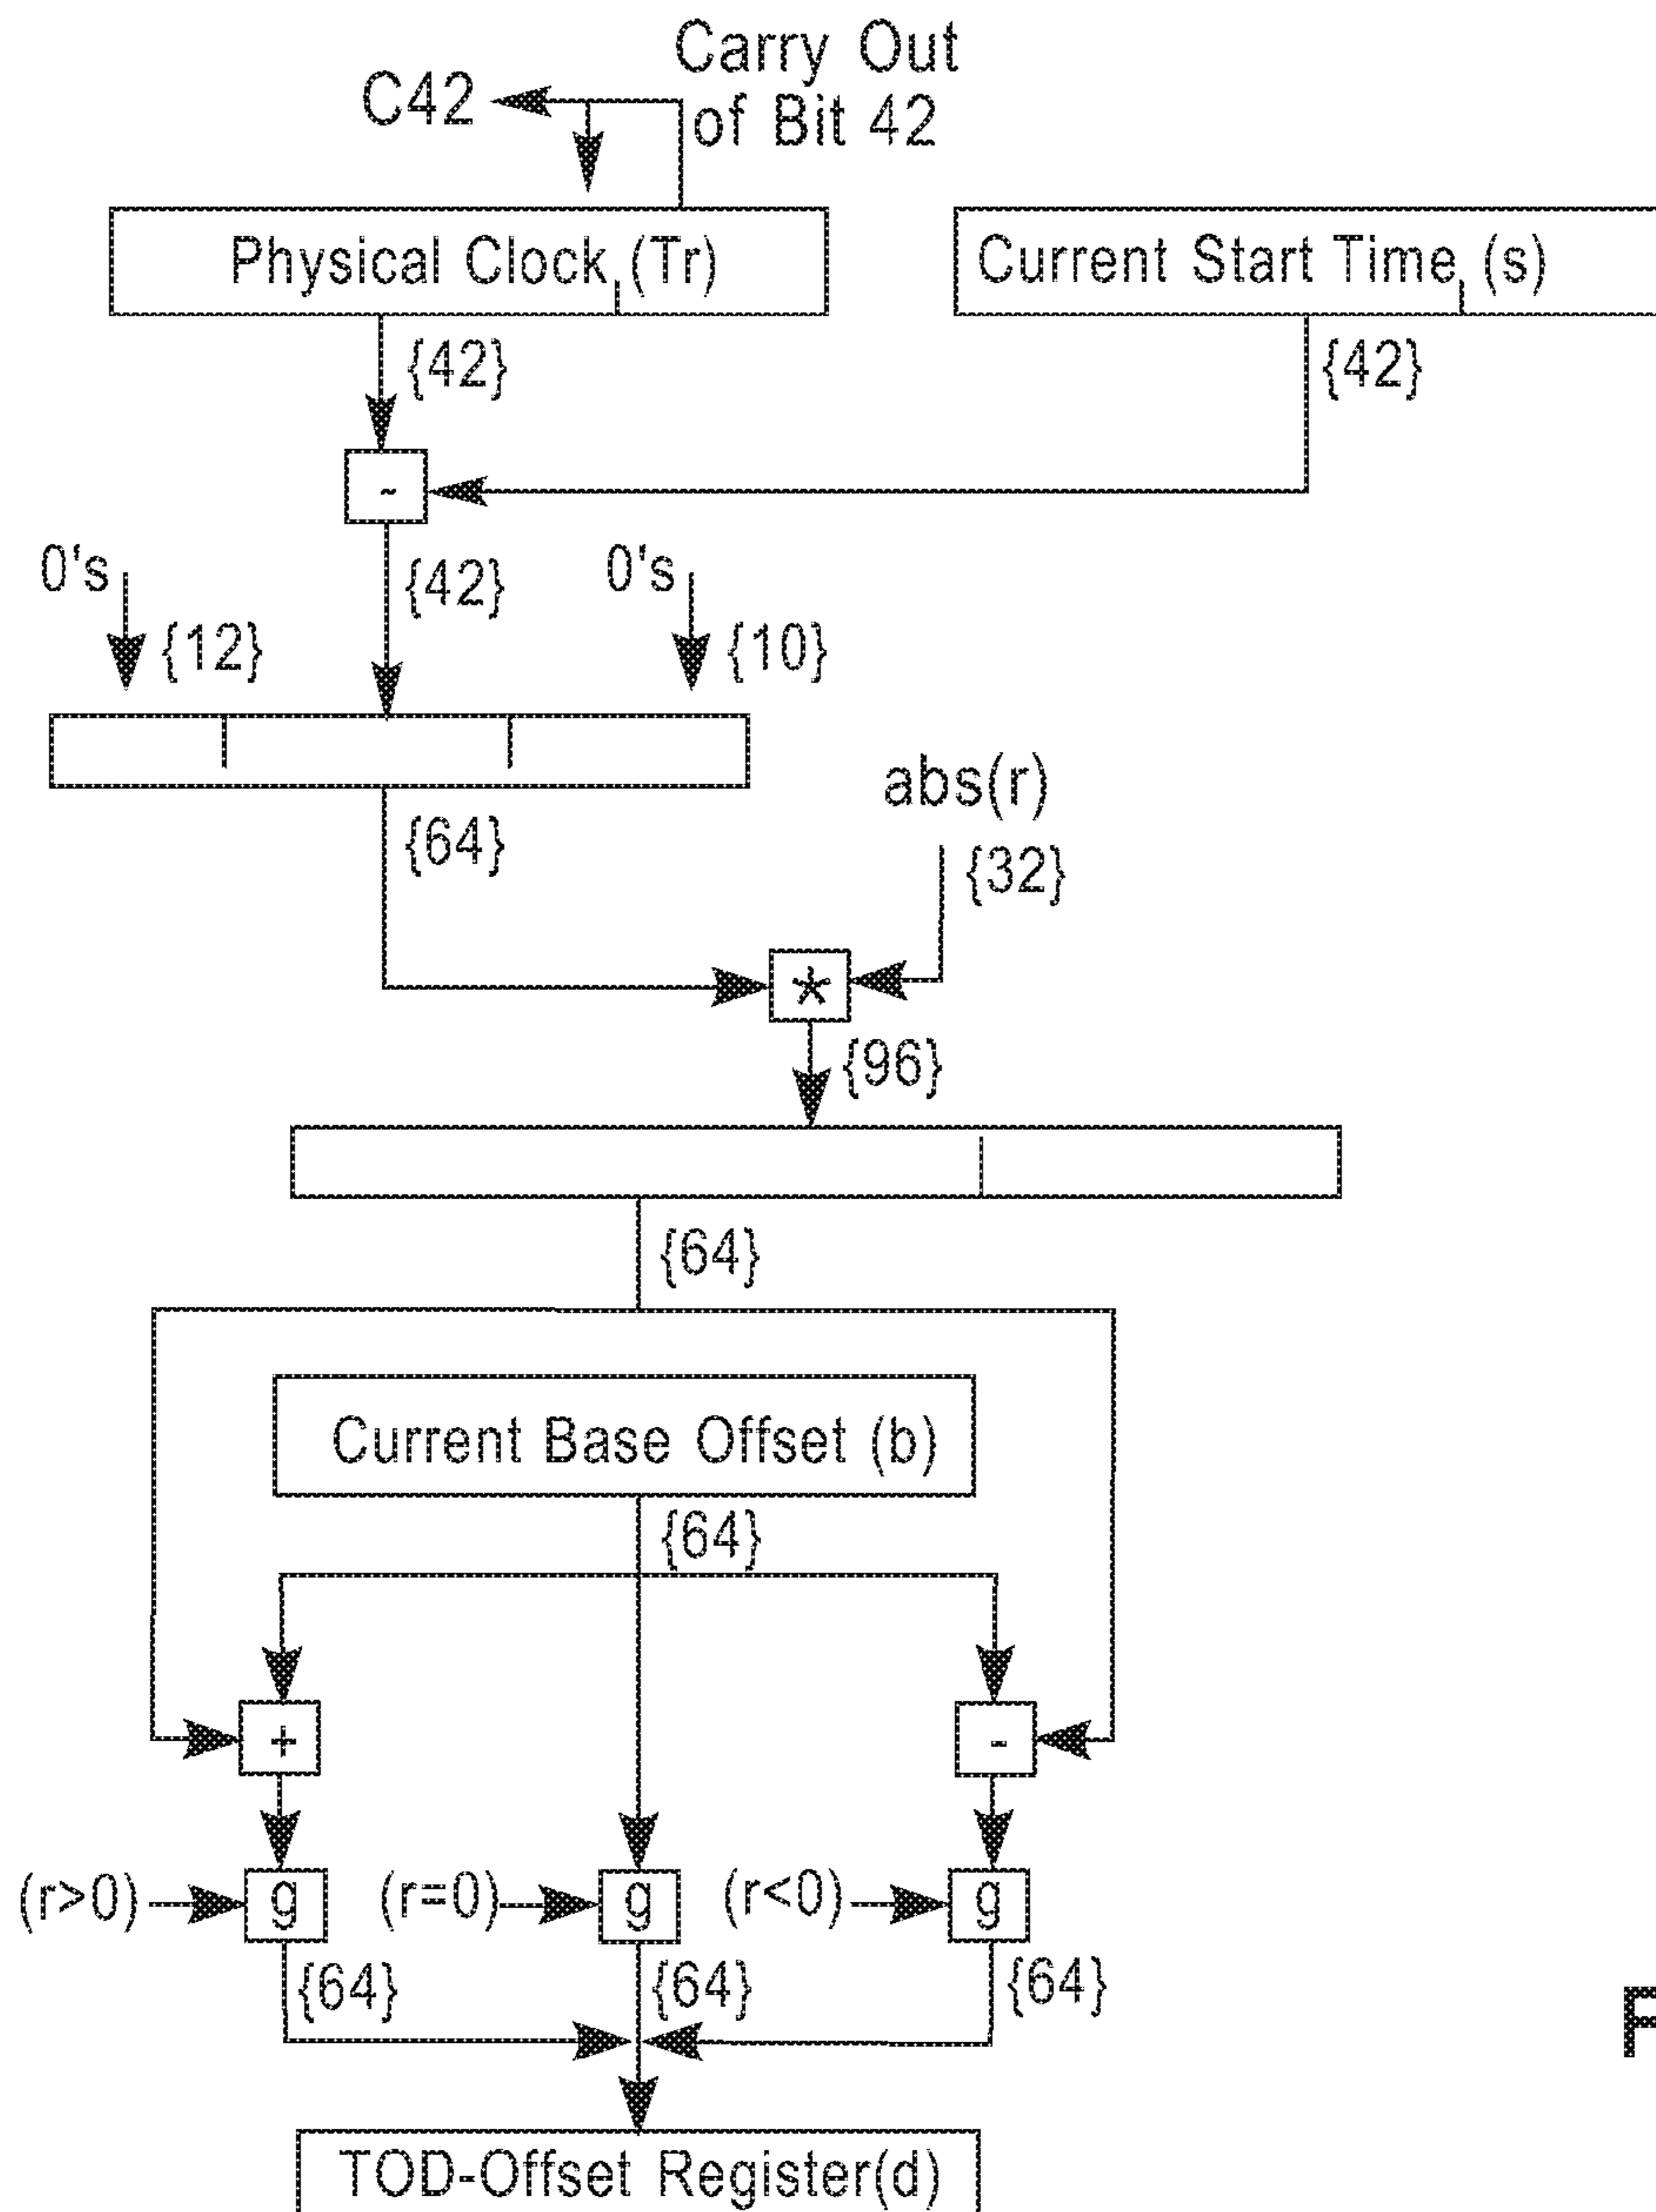 Carry Out
C42
of Bit 42
Physical Clock (Tr)
Current Start Time (s)
{42}
{42}
-
0's
{42}
0's
{12}
{10}
abs(r)
{64}
{32}
*
{96}
{64}
Current Base Offset (b)
{64}
+
-
(r>0)
g
(r=0)
g
(r<0)
g
{64}
{64}
{64}
F
TOD-Offset Register(d)